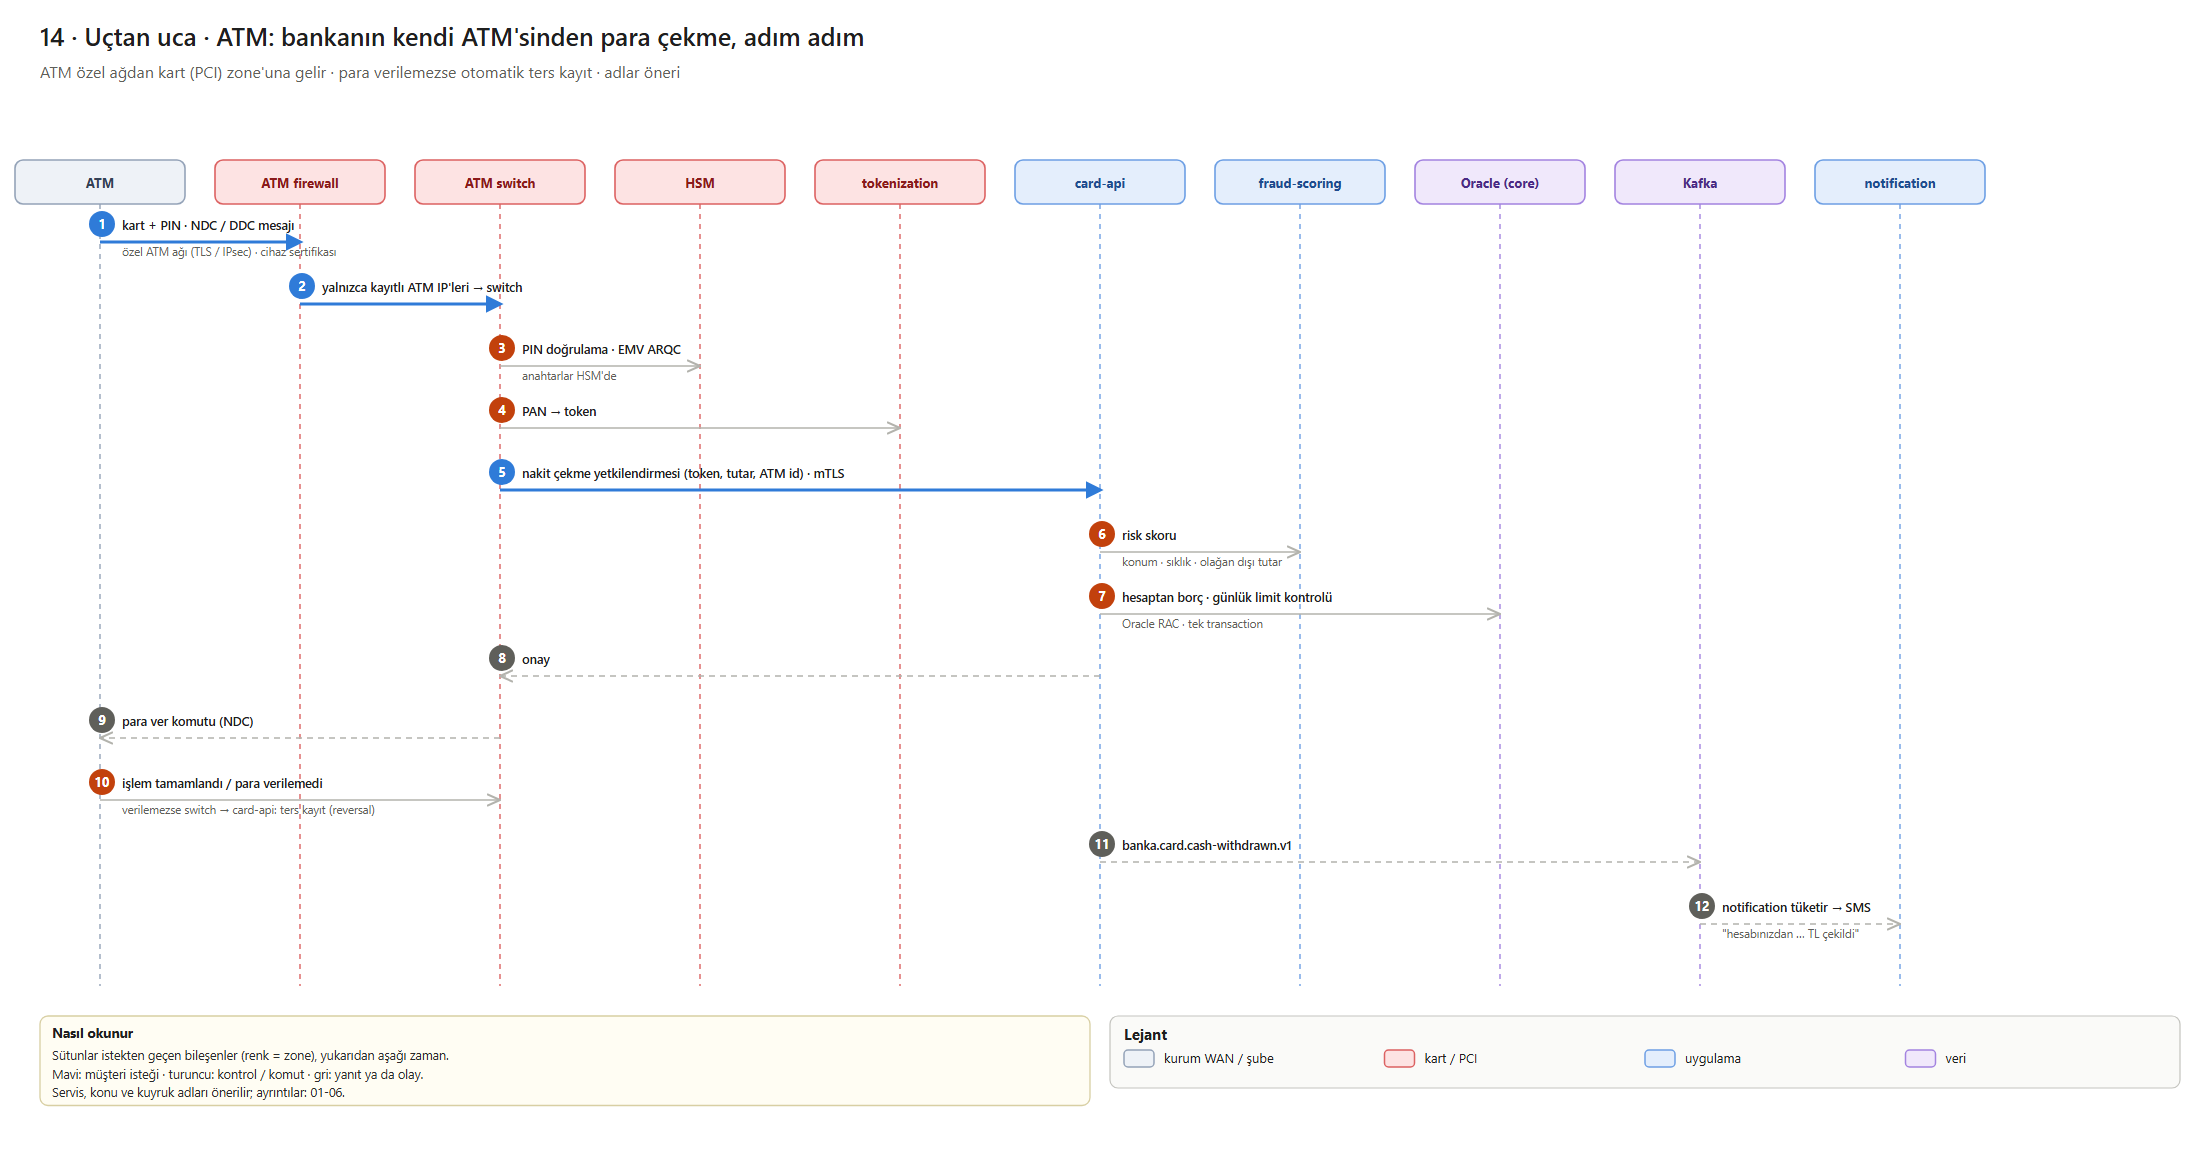 14 · Uçtan uca · ATM: bankanın kendi ATM'sinden para çekme, adım adım
ATM özel ağdan kart (PCI) zone'una gelir · para verilemezse otomatik ters kayıt · adlar öneri
ATM
ATM firewall
ATM switch
HSM
tokenization
card-api
fraud-scoring
Oracle (core)
Kafka
notification
1 kart + PIN · NDC / DDC mesajı
özel ATM ağı (TLS / IPsec) · cihaz sertifikası
2 yalnızca kayıtlı ATM IP'leri → switch
3 PIN doğrulama · EMV ARQC
anahtarlar HSM'de
4 PAN → token
5 nakit çekme yetkilendirmesi (token, tutar, ATM id) · mTLS
6 risk skoru
konum · sıklık · olağan dışı tutar
7 hesaptan borç · günlük limit kontrolü
Oracle RAC · tek transaction
8 onay
9 para ver komutu (NDC)
10 işlem tamamlandı / para verilemedi
verilemezse switch → card-api: ters kayıt (reversal)
11 banka.card.cash-withdrawn.v1
12 notification tüketir → SMS
"hesabınızdan ... TL çekildi"
Nasıl okunur
Sütunlar istekten geçen bileşenler (renk = zone), yukarıdan aşağı zaman.
Mavi: müşteri isteği · turuncu: kontrol / komut · gri: yanıt ya da olay.
Servis, konu ve kuyruk adları önerilir; ayrıntılar: 01-06.
Lejant
kurum WAN / şube
kart / PCI
uygulama
veri